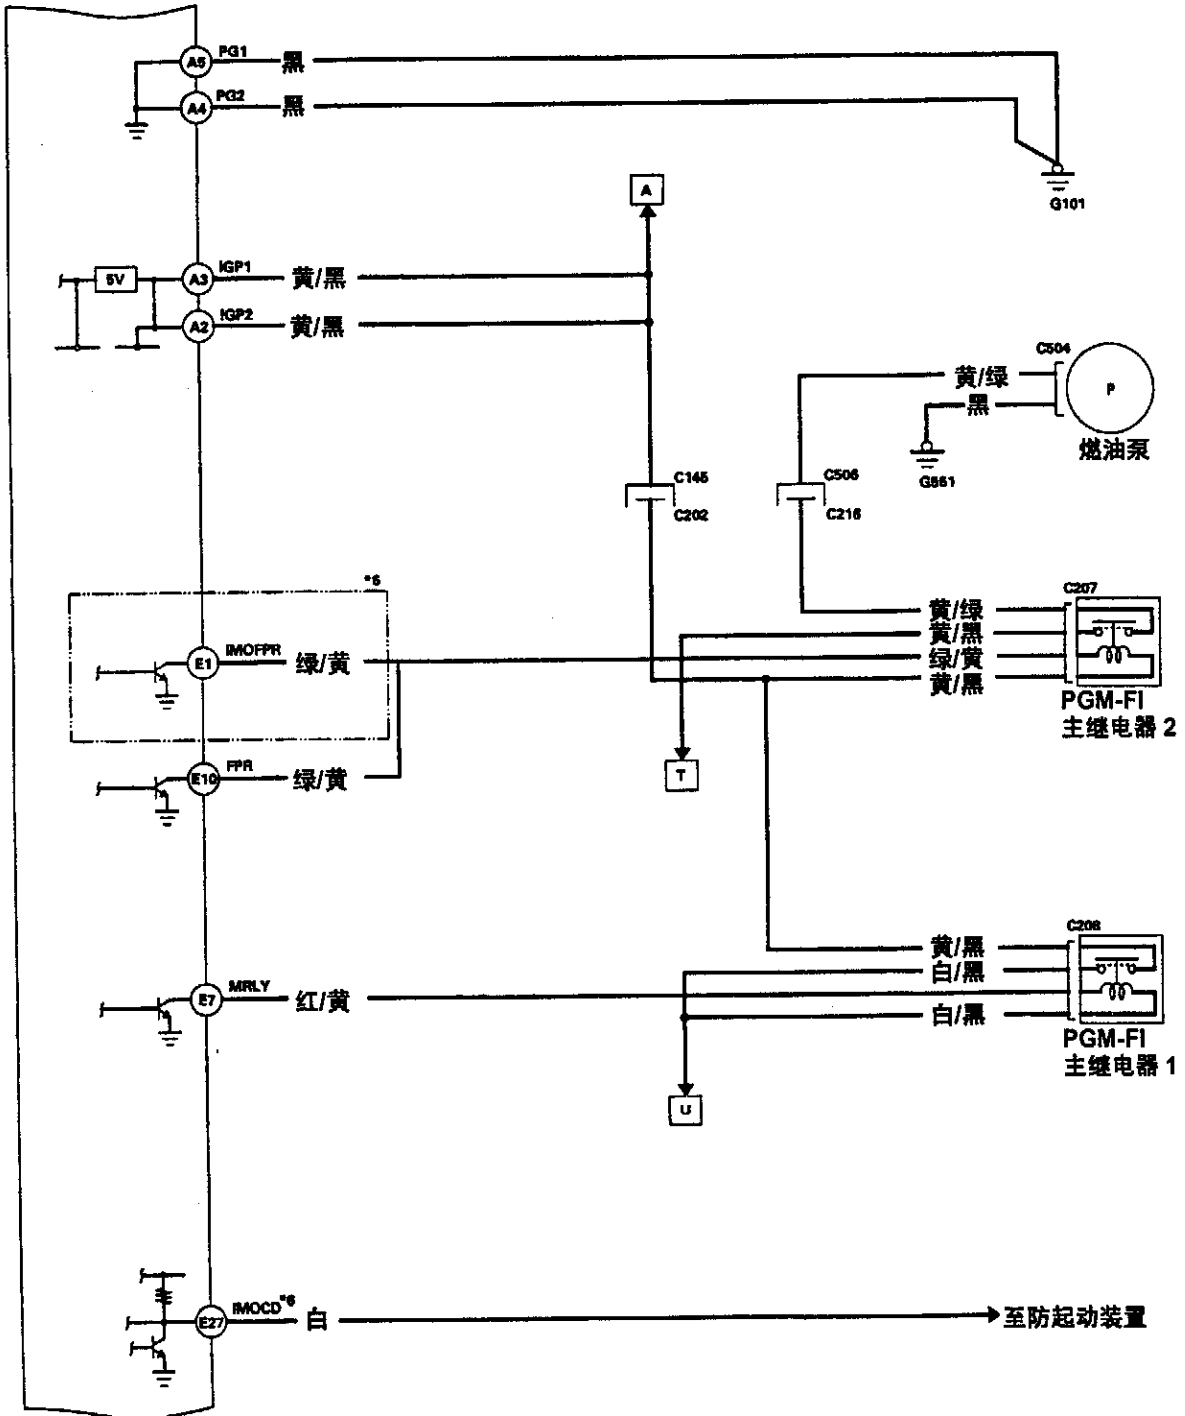 PG1
A5
黑
PG2
A4
黑
G101
A
IGP1
5V
A3
黄/黑
IGP2
A2
黄/黑
C504
黄/绿
P
黑
燃油泵
G551
C145
C202
C505
C216
*6
C207
黄/绿
黄/黑
IMOFPR
E1
绿/黄
绿/黄
黄/黑
PGM-FI
主继电器 2
FPR
E10
绿/黄
T
C206
黄/黑
白/黑
MRLY
E7
红/黄
白/黑
PGM-FI
主继电器 1
U
IMOCD*6
E27
白
至防起动装置